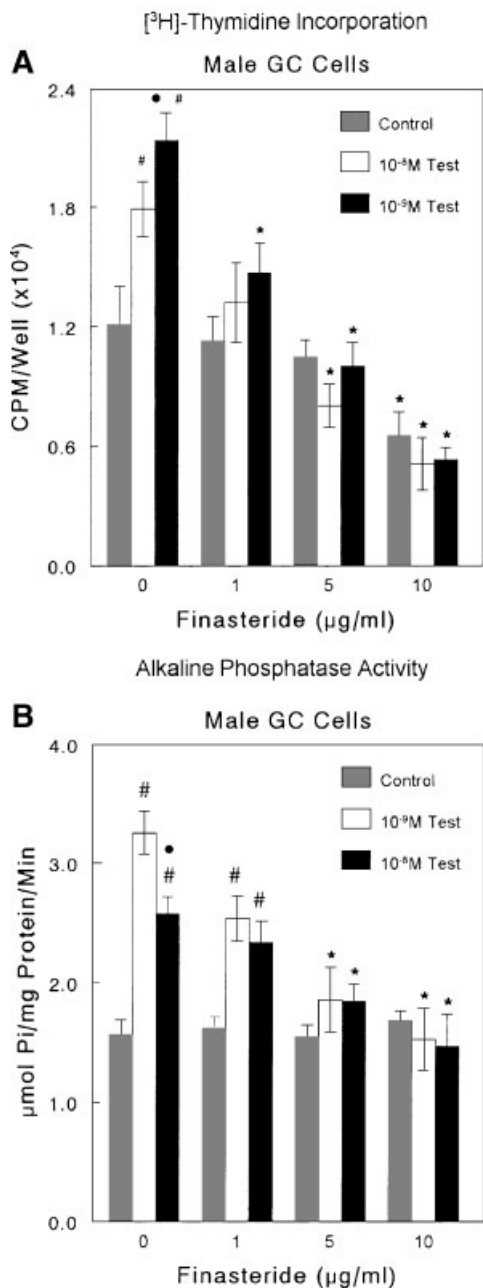 [³H]-Thymidine Incorporation
A
Male GC Cells
2.4
1.8
1.2
0.6
0.0
CPM/Well (x10⁴)
Control
10⁻⁸M Test
10⁻⁹M Test
#
● #
*
* *
* * *
0 1 5 10
Finasteride (µg/ml)
Alkaline Phosphatase Activity
B
Male GC Cells
4.0
3.0
2.0
1.0
0.0
µmol Pi/mg Protein/Min
Control
10⁻⁹M Test
10⁻⁸M Test
#
●
#
# #
* *
* *
0 1 5 10
Finasteride (µg/ml)